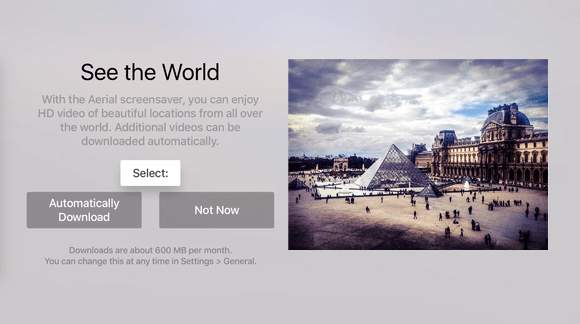 See the World
With the Aerial screensaver, you can enjoy
HD video of beautiful locations from all over
the world. Additional videos can be
downloaded automatically.
Select:
Automatically
Download
Not Now
Downloads are about 600 MB per month.
You can change this at any time in Settings > General.